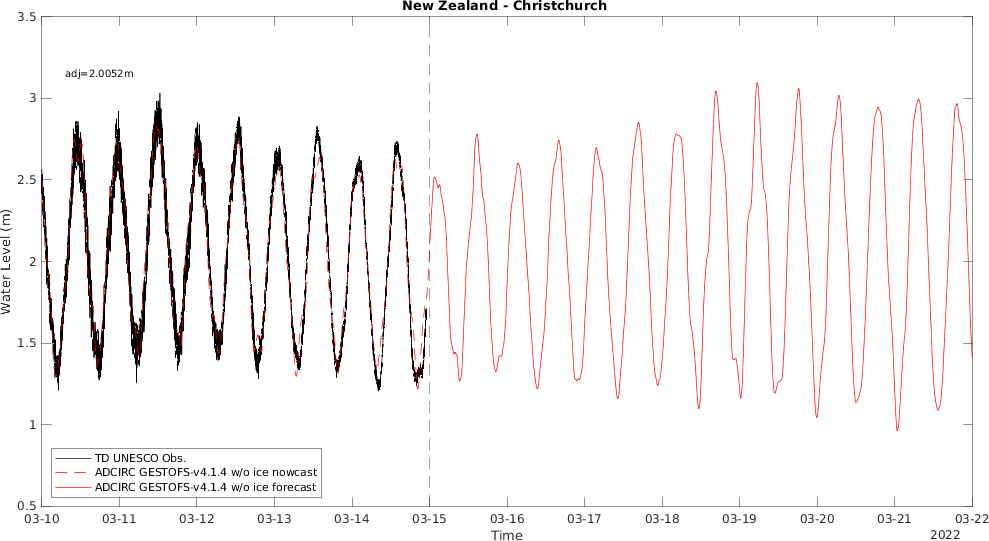 New Zealand - Christchurch
3.5
3
2.5
2
1.5
1
0.5
Water Level (m)
adj=2.0052m
TD UNESCO Obs.
ADCIRC GESTOFS-v4.1.4 w/o ice nowcast
ADCIRC GESTOFS-v4.1.4 w/o ice forecast
03-10 03-11 03-12 03-13 03-14 03-15 03-16 03-17 03-18 03-19 03-20 03-21 03-22
Time
2022